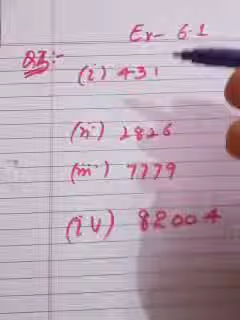 Ex- 6.1
Q3:-
(i) 431
(ii) 2826
(iii) 7779
(iv) 82004